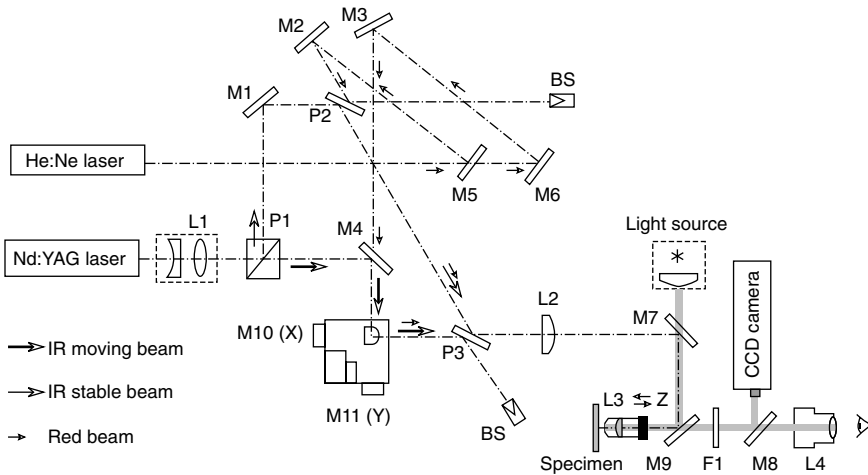 M2
M3
BS
M1
P2
He:Ne laser
M5
M6
L1
P1
M4
Light source
Nd:YAG laser
L2
M7
CCD camera
M10 (X)
IR moving beam
P3
IR stable beam
M11 (Y)
BS
L3
Z
Red beam
Specimen
M9
F1
M8
L4